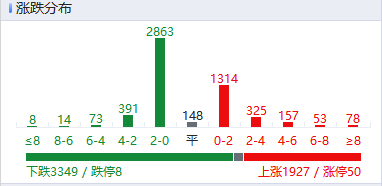 涨跌分布
8 14 73 391 2863 148 1314 325 157 53 78
≤8 8-6 6-4 4-2 2-0 平 0-2 2-4 4-6 6-8 ≥8
下跌3349 / 跌停8 上涨1927 / 涨停50